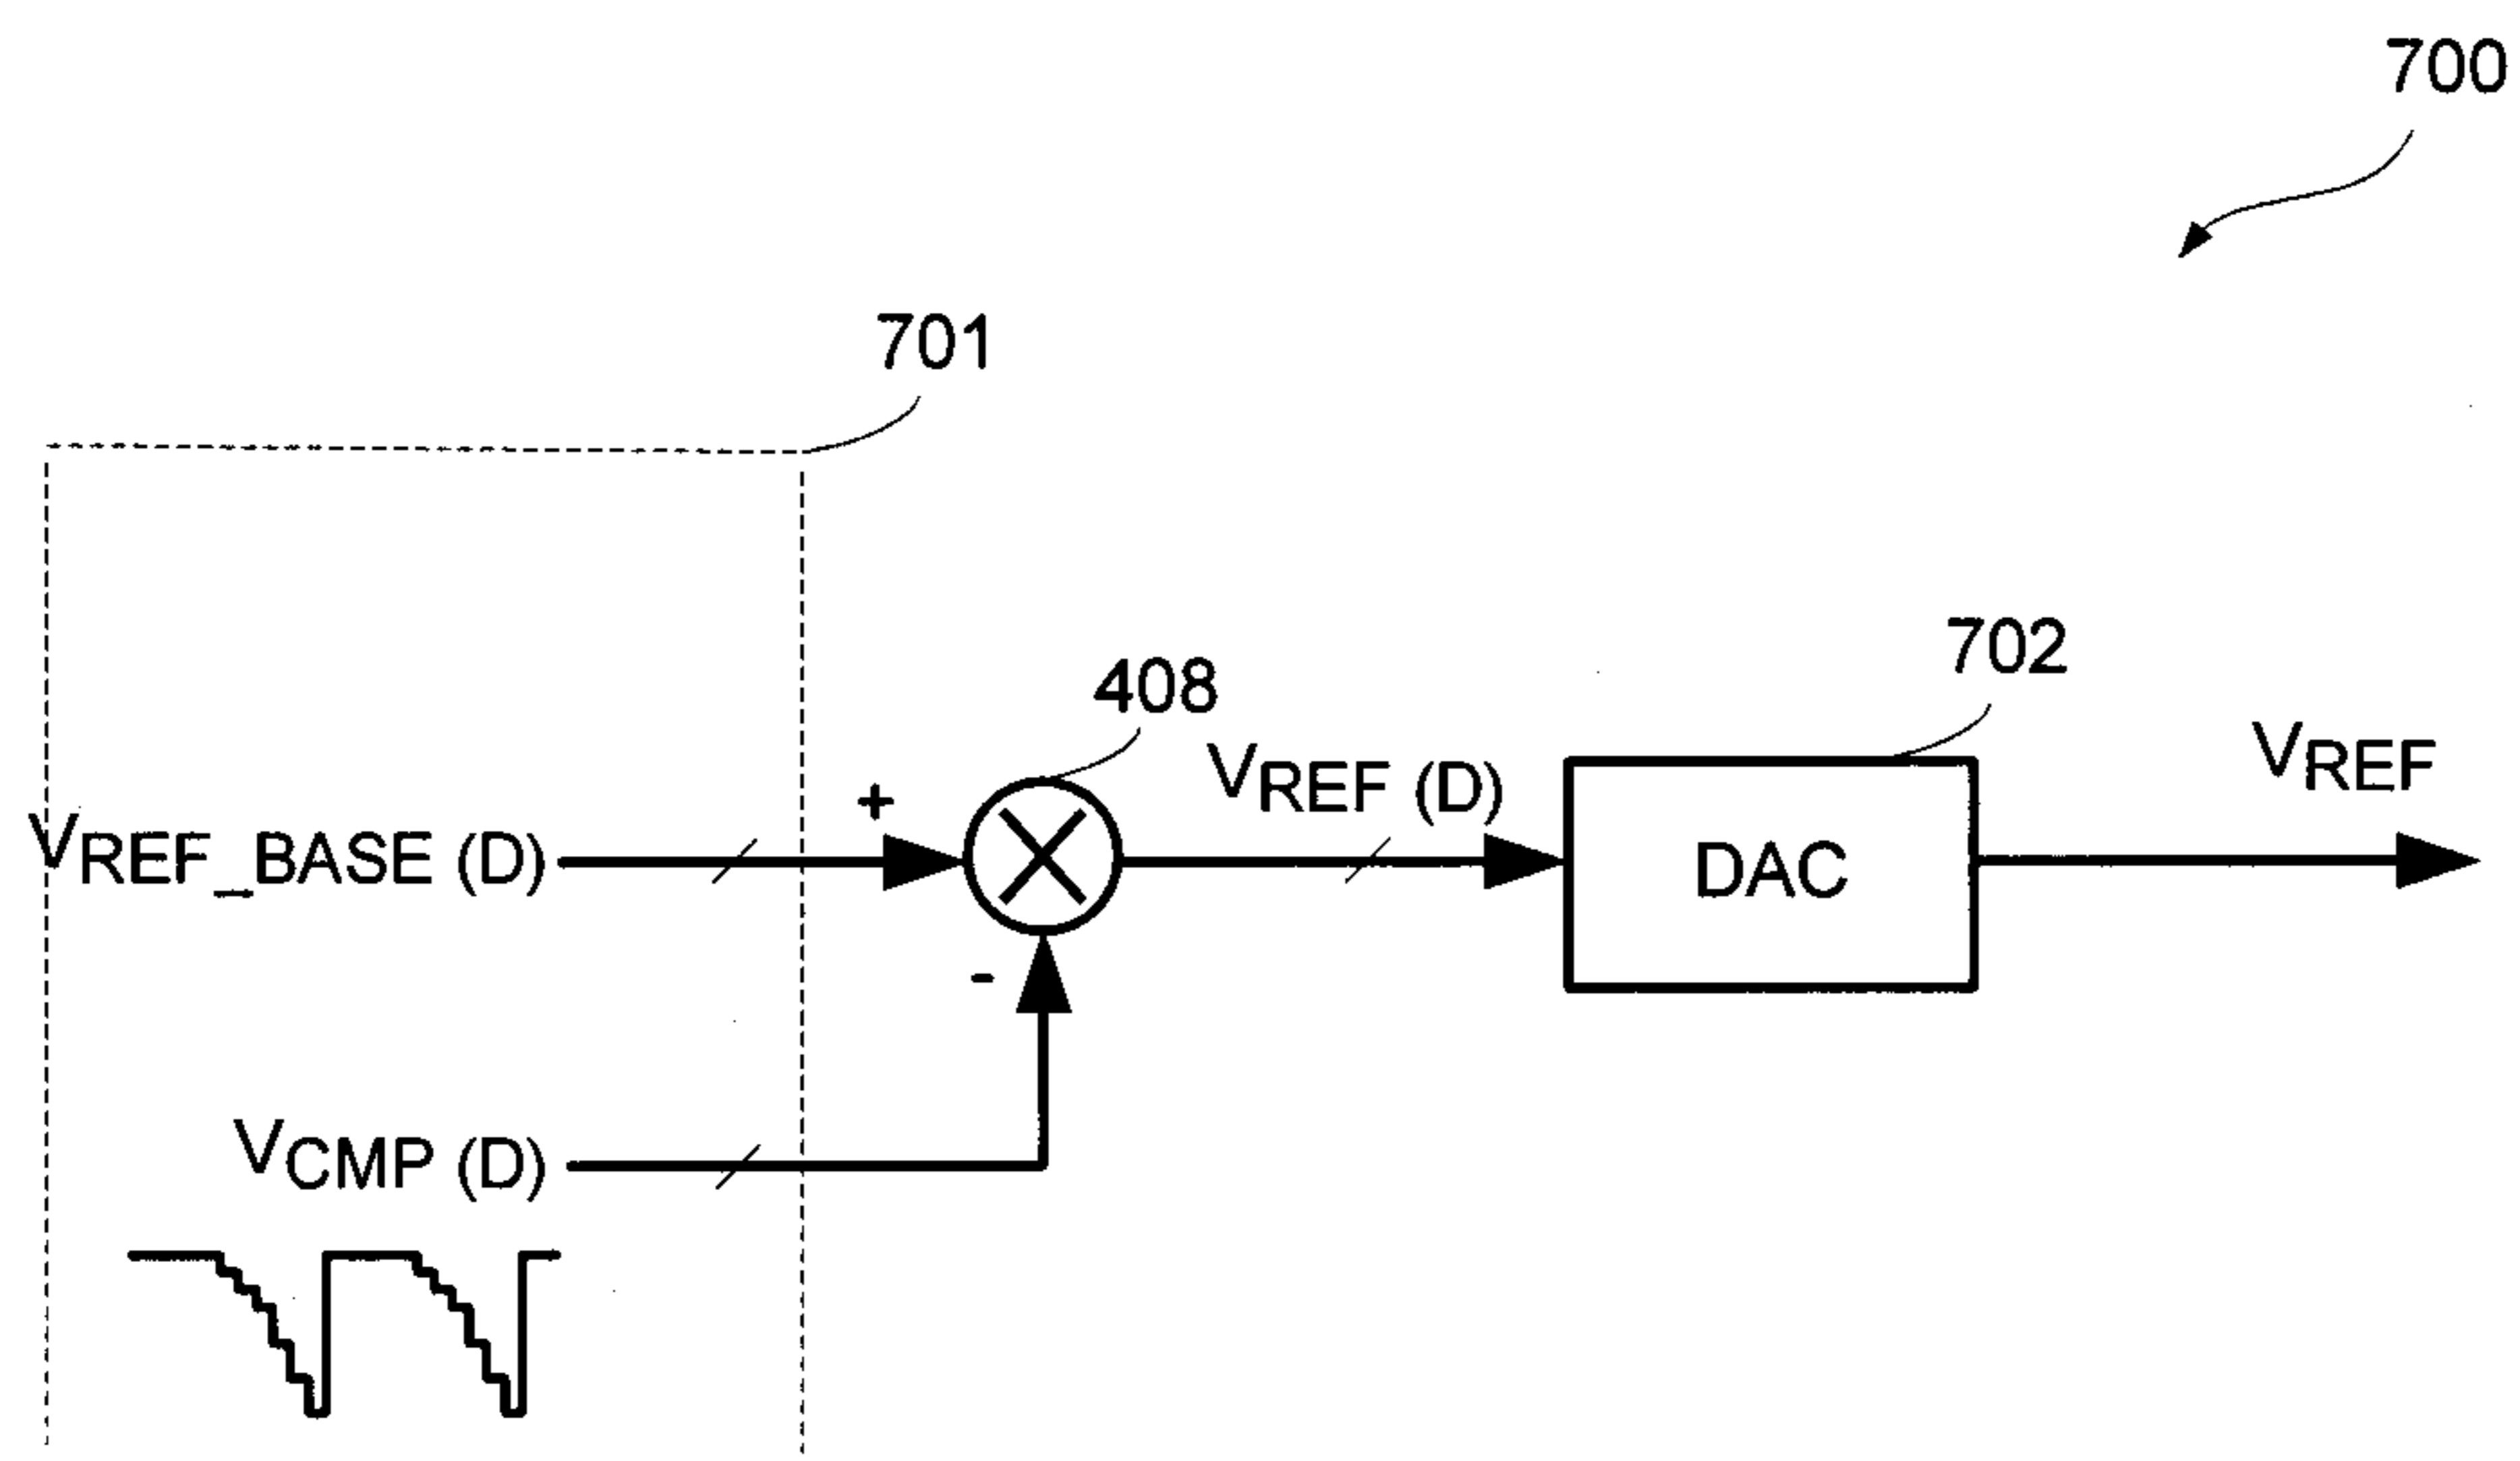 700
701
702
408
VREF (D)
VREF
+
VREF_BASE (D)
DAC
-
VCMP (D)